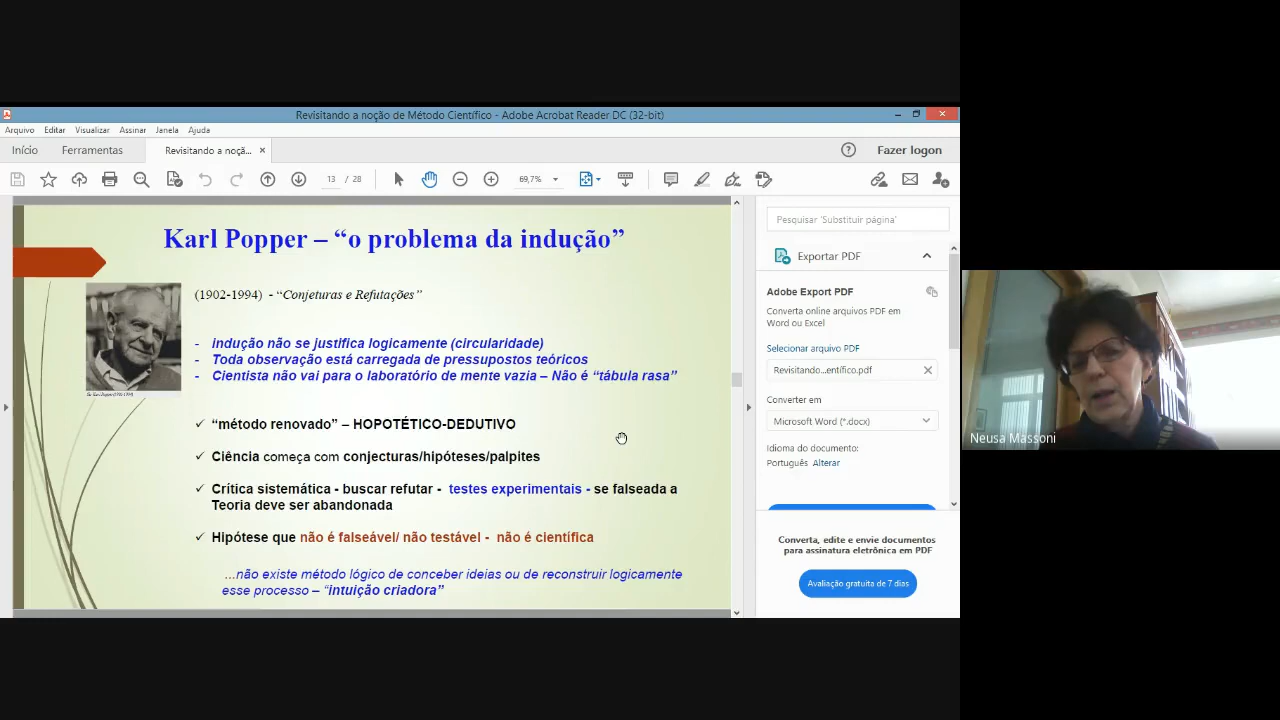 Revisitando a noção de Método Científico - Adobe Acrobat Reader DC (32-bit)
Arquivo Editar Visualizar Assinar Janela Ajuda
Início Ferramentas Revisitando a noçã... × Fazer logon
13 / 28 69,7%
Karl Popper – “o problema da indução”
(1902-1994) - “Conjeturas e Refutações”
- indução não se justifica logicamente (circularidade)
- Toda observação está carregada de pressupostos teóricos
- Cientista não vai para o laboratório de mente vazia – Não é “tábula rasa”
✓ “método renovado” – HOPOTÉTICO-DEDUTIVO
✓ Ciência começa com conjecturas/hipóteses/palpites
✓ Crítica sistemática - buscar refutar - testes experimentais - se falseada a
Teoria deve ser abandonada
✓ Hipótese que não é falseável/ não testável - não é científica
...não existe método lógico de conceber ideias ou de reconstruir logicamente
esse processo – “intuição criadora”
Pesquisar 'Substituir página'
Exportar PDF
Adobe Export PDF
Converta online arquivos PDF em
Word ou Excel
Selecionar arquivo PDF
Revisitando...entífico.pdf
Converter em
Microsoft Word (*.docx)
Idioma do documento:
Português Alterar
Converta, edite e envie documentos
para assinatura eletrônica em PDF
Avaliação gratuita de 7 dias
Neusa Massoni